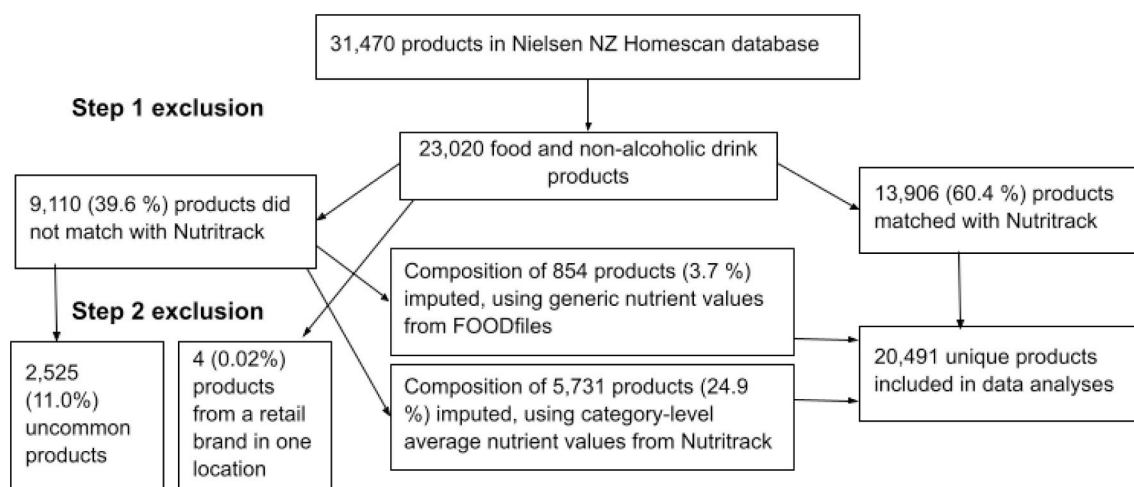 31,470 products in Nielsen NZ Homescan database
Step 1 exclusion
23,020 food and non-alcoholic drink
products
9,110 (39.6 %) products did
not match with Nutritrack
13,906 (60.4 %) products
matched with Nutritrack
Composition of 854 products (3.7 %)
imputed, using generic nutrient values
from FOODfiles
Step 2 exclusion
2,525
(11.0%)
uncommon
products
4 (0.02%)
products
from a retail
brand in one
location
Composition of 5,731 products (24.9
%) imputed, using category-level
average nutrient values from Nutritrack
20,491 unique products
included in data analyses